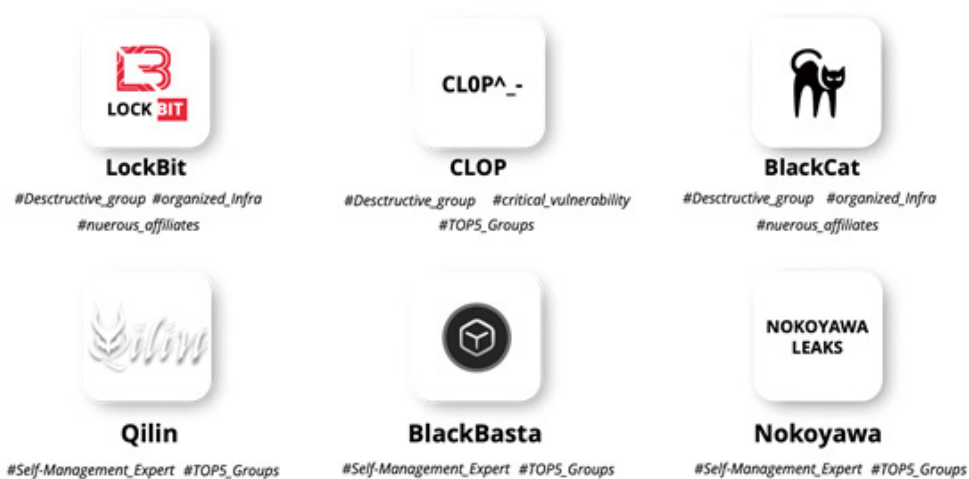 LOCK BIT
CL0P^_-
LockBit
CLOP
BlackCat
#Desctructive_group #organized_Infra
#nuerous_affiliates
#Desctructive_group #critical_vulnerability
#TOP5_Groups
#Desctructive_group #organized_Infra
#nuerous_affiliates
Qilin
NOKOYAWA
LEAKS
Qilin
BlackBasta
Nokoyawa
#Self-Management_Expert #TOP5_Groups
#Self-Management_Expert #TOP5_Groups
#Self-Management_Expert #TOP5_Groups